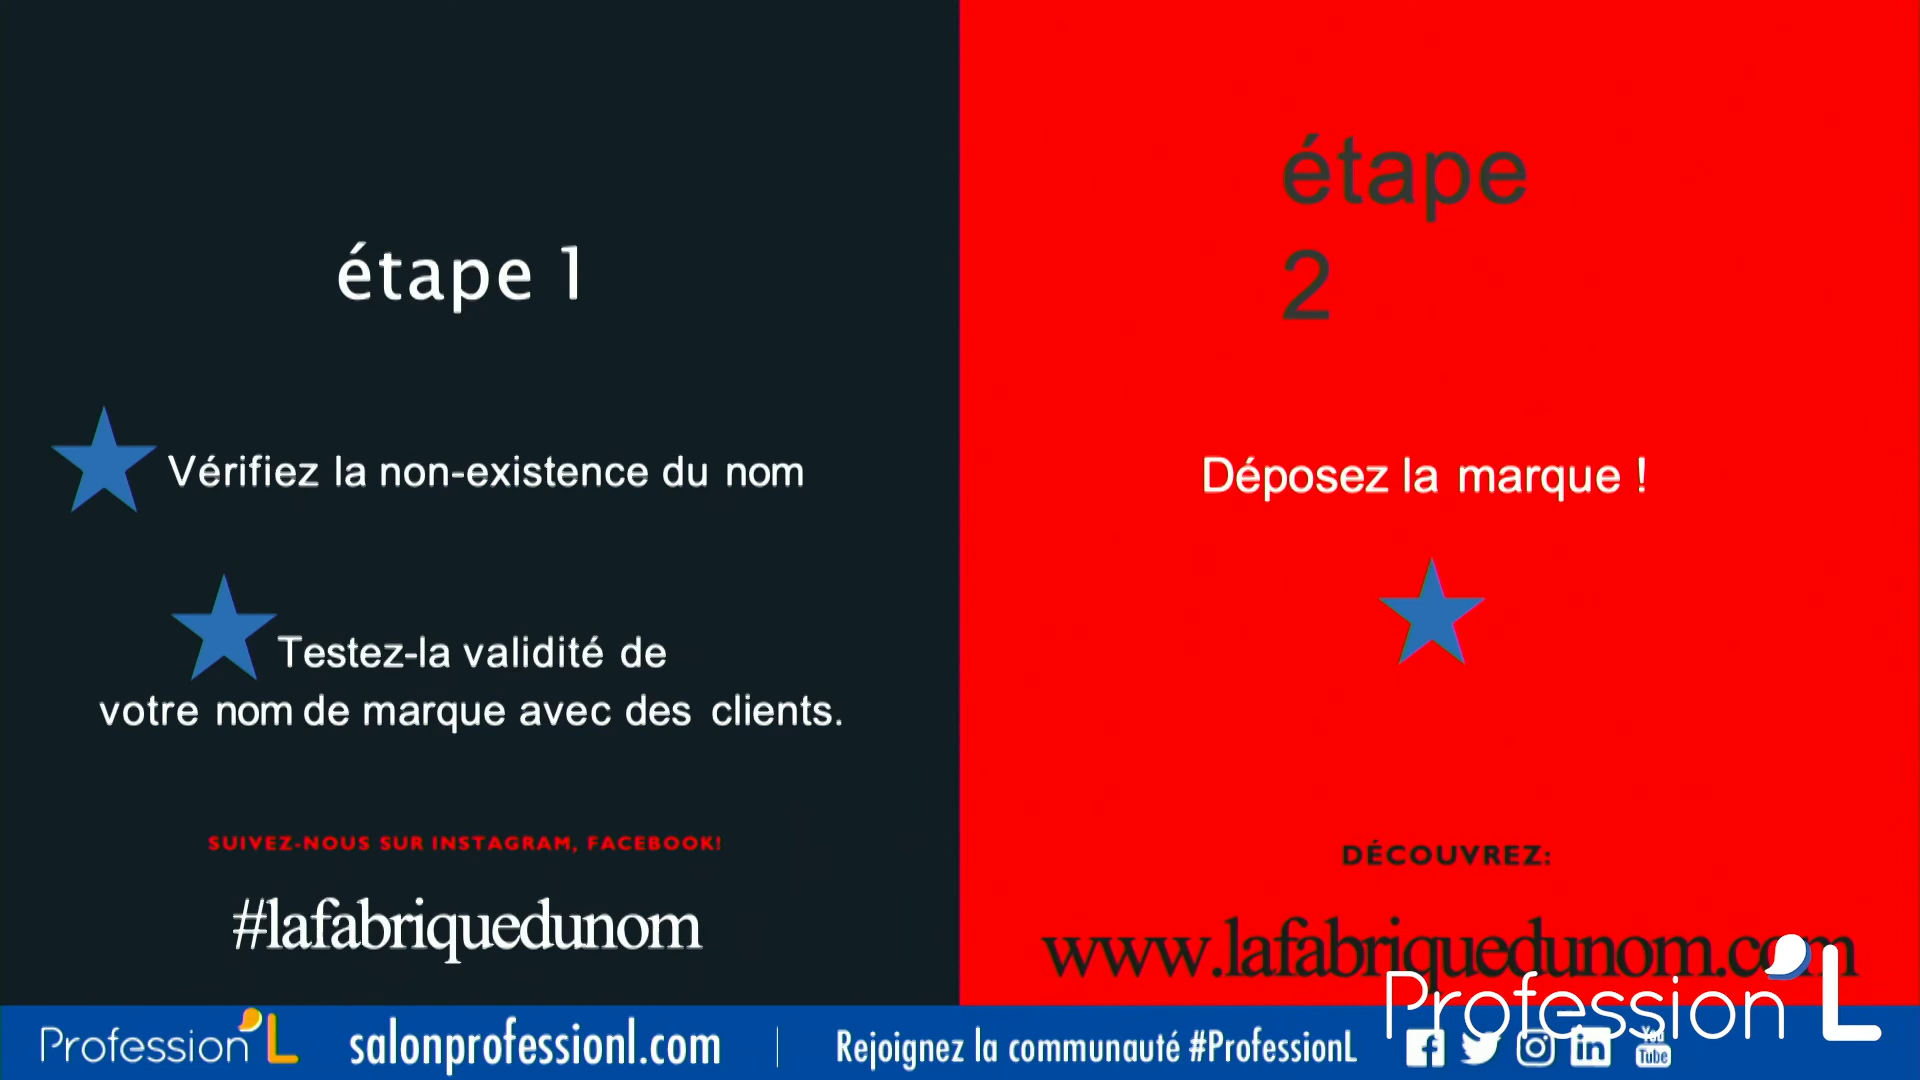 étape 1
Vérifiez la non-existence du nom
Testez-la validité de
votre nom de marque avec des clients.
SUIVEZ-NOUS SUR INSTAGRAM, FACEBOOK!
#lafabriquedunom
étape
2
Déposez la marque !
DÉCOUVREZ:
www.lafabriquedunom.com
Profession'L
Profession'L
salonprofessionl.com
Rejoignez la communauté #ProfessionL
You
Tube